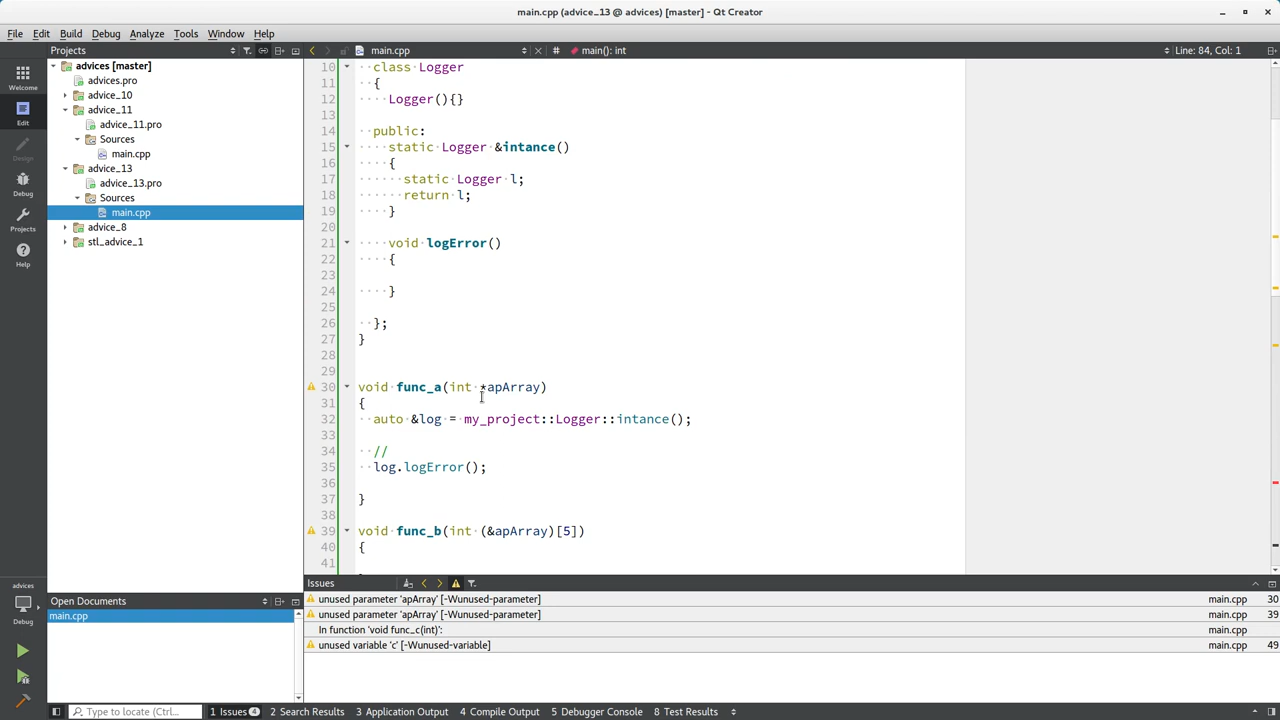 main.cpp (advice_13 @ advices) [master] - Qt Creator
File Edit Build Debug Analyze Tools Window Help
Projects main.cpp # main(): int Line: 84, Col: 1
Welcome
Edit
Design
Debug
Projects
Help
advices [master]
advices.pro
advice_10
advice_11
advice_11.pro
Sources
main.cpp
advice_13
advice_13.pro
Sources
main.cpp
advice_8
stl_advice_1
10 class Logger
11 {
12 Logger(){}
13
14 public:
15 static Logger &intance()
16 {
17 static Logger l;
18 return l;
19 }
20
21 void logError()
22 {
23
24 }
25
26 };
27 }
28
29
30 void func_a(int *apArray)
31 {
32 auto &log = my_project::Logger::intance();
33
34 //
35 log.logError();
36
37 }
38
39 void func_b(int (&apArray)[5])
40 {
41
Issues
unused parameter 'apArray' [-Wunused-parameter] main.cpp 30
unused parameter 'apArray' [-Wunused-parameter] main.cpp 39
In function 'void func_c(int)': main.cpp
unused variable 'c' [-Wunused-variable] main.cpp 49
Open Documents
main.cpp
advices
Debug
Type to locate (Ctrl... 1 Issues 4 2 Search Results 3 Application Output 4 Compile Output 5 Debugger Console 8 Test Results